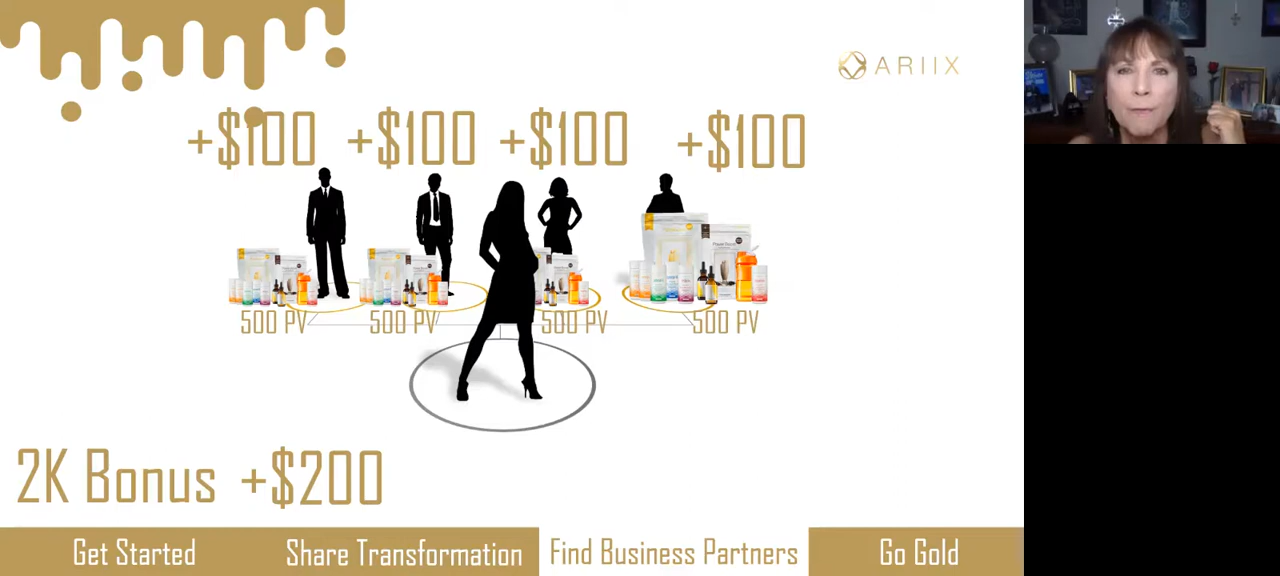 ARIIX
+$100 +$100 +$100 +$100
500 PV 500 PV 500 PV 500 PV
2K Bonus +$200
Get Started Share Transformation Find Business Partners Go Gold